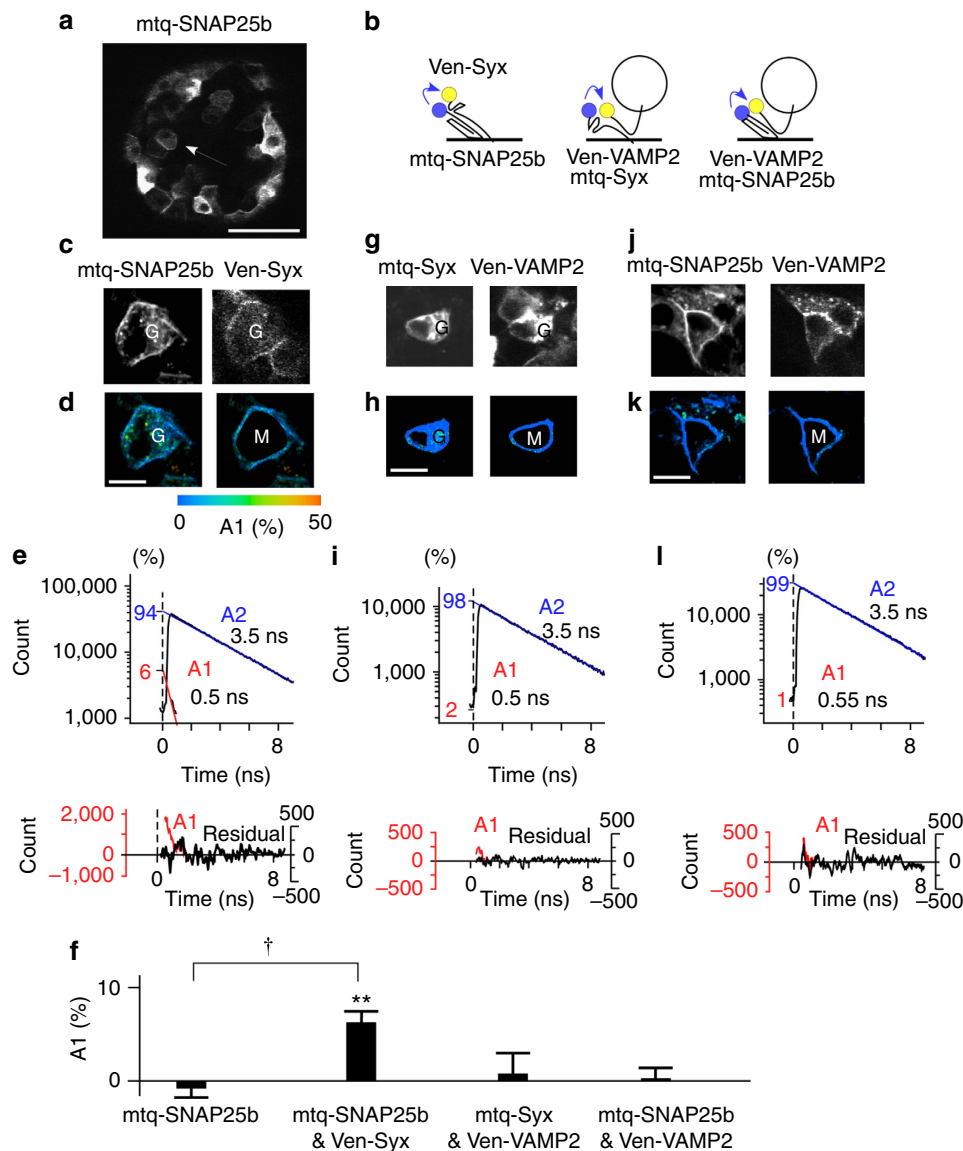 a
mtq-SNAP25b
b
Ven-Syx
mtq-SNAP25b
Ven-VAMP2
mtq-Syx
Ven-VAMP2
mtq-SNAP25b
c
mtq-SNAP25b Ven-Syx
G
d
G M
0 50
A1 (%)
g
mtq-Syx Ven-VAMP2
G G
h
G M
j
mtq-SNAP25b Ven-VAMP2
k
M
e
(%)
100,000
94
A2
3.5 ns
10,000
Count
6
A1
0.5 ns
1,000
0 8
Time (ns)
2,000
0
−1,000
Count
A1
Residual
500
0
−500
0 8
Time (ns)
i
(%)
98
10,000
A2
3.5 ns
Count
1,000
A1
0.5 ns
2
0 8
Time (ns)
500
0
−500
Count
A1
Residual
500
0
−500
0 8
Time (ns)
l
(%)
99
A2
3.5 ns
10,000
Count
A1
0.55 ns
1,000
1
0 8
Time (ns)
500
0
−500
Count
A1
Residual
500
0
−500
0 8
Time (ns)
f
†
10
**
A1 (%)
0
mtq-SNAP25b
mtq-SNAP25b
& Ven-Syx
mtq-Syx
& Ven-VAMP2
mtq-SNAP25b
& Ven-VAMP2